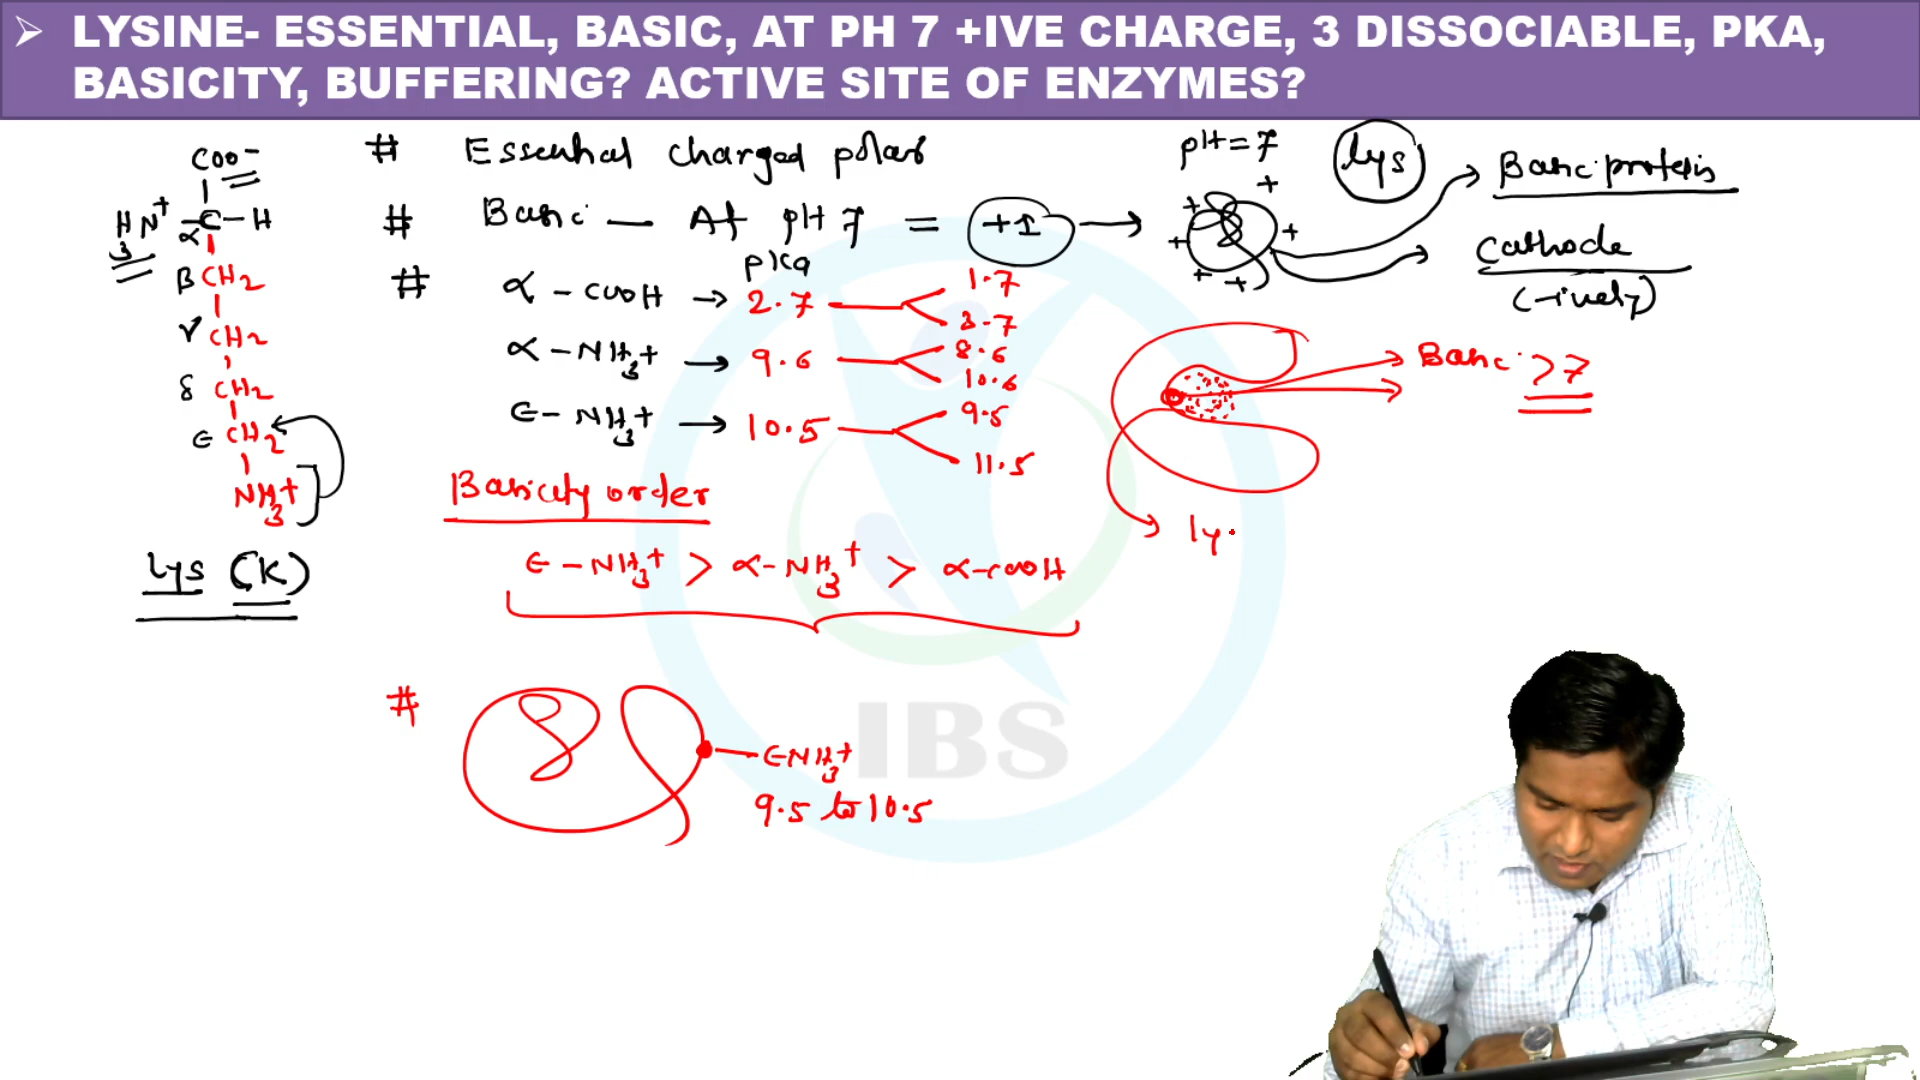 LYSINE- ESSENTIAL, BASIC, AT PH 7 +IVE CHARGE, 3 DISSOCIABLE, PKA,
BASICITY, BUFFERING? ACTIVE SITE OF ENZYMES?
COO-
H3N+ -C-H
α
β CH2
γ CH2
δ CH2
ϵ CH2
NH3+
Lys (K)
# Essential charged polar
# Basic — At pH 7 = +1 →
pKa
# α - COOH → 2.7
1.7
3.7
α - NH3+ → 9.6
8.6
10.6
ϵ - NH3+ → 10.5
9.5
11.5
Basicity order
ϵ - NH3+ > α - NH3+ > α-COOH
#
ϵNH3+
9.5 to 10.5
pH = 7
+ + + + + +
Lys
Basic proteins
Cathode
(-ively)
Basic > 7
ly
IBS